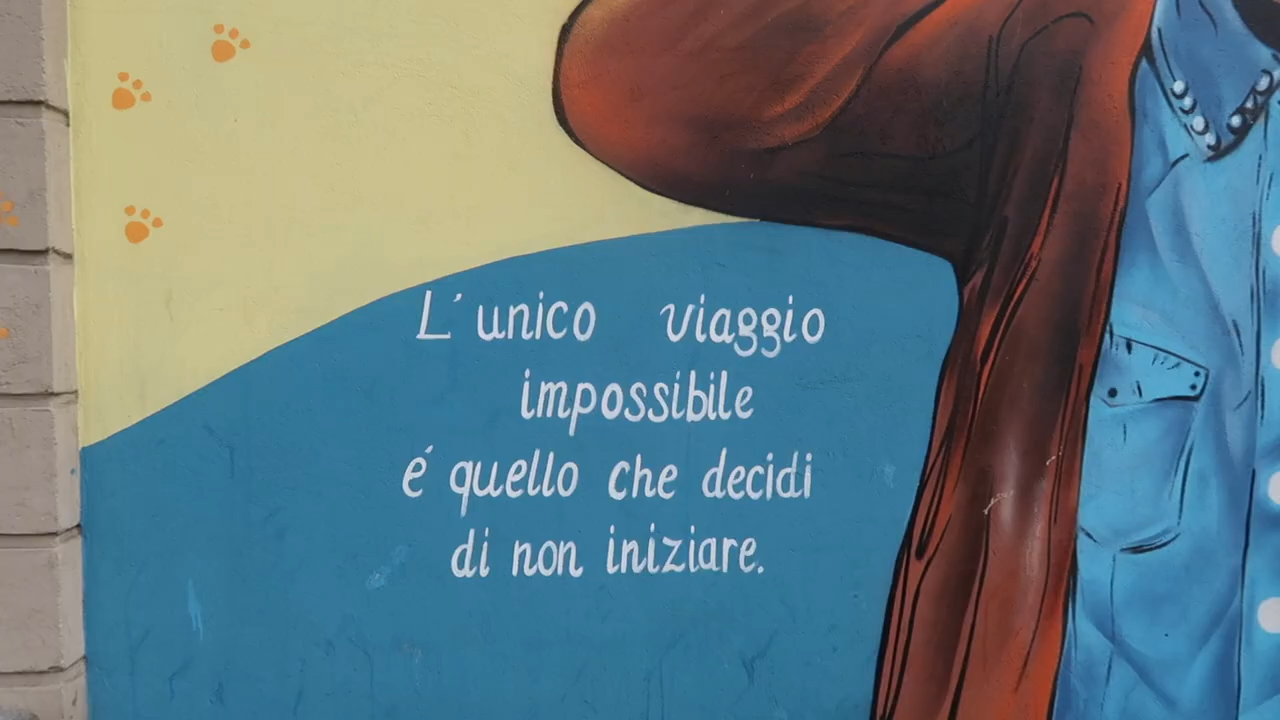 L'unico viaggio
impossibile
é quello che decidi
di non iniziare.